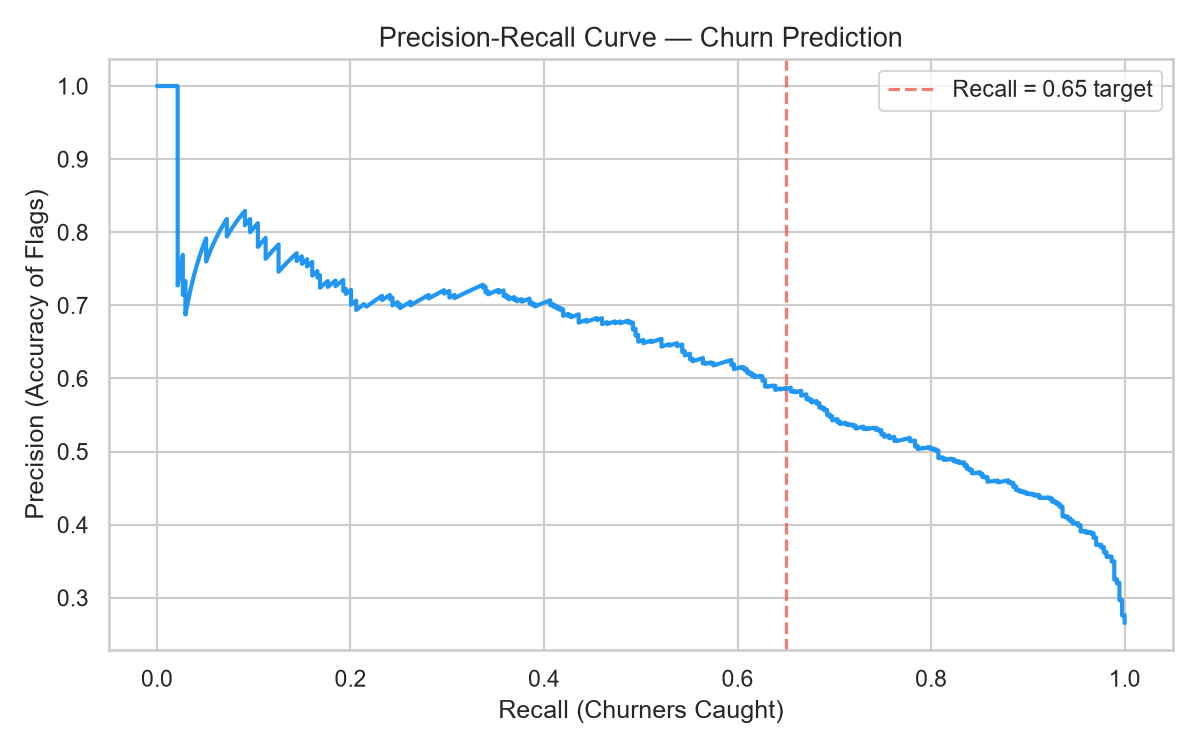 Precision-Recall Curve — Churn Prediction
Recall = 0.65 target
Precision (Accuracy of Flags)
1.0
0.9
0.8
0.7
0.6
0.5
0.4
0.3
0.0 0.2 0.4 0.6 0.8 1.0
Recall (Churners Caught)